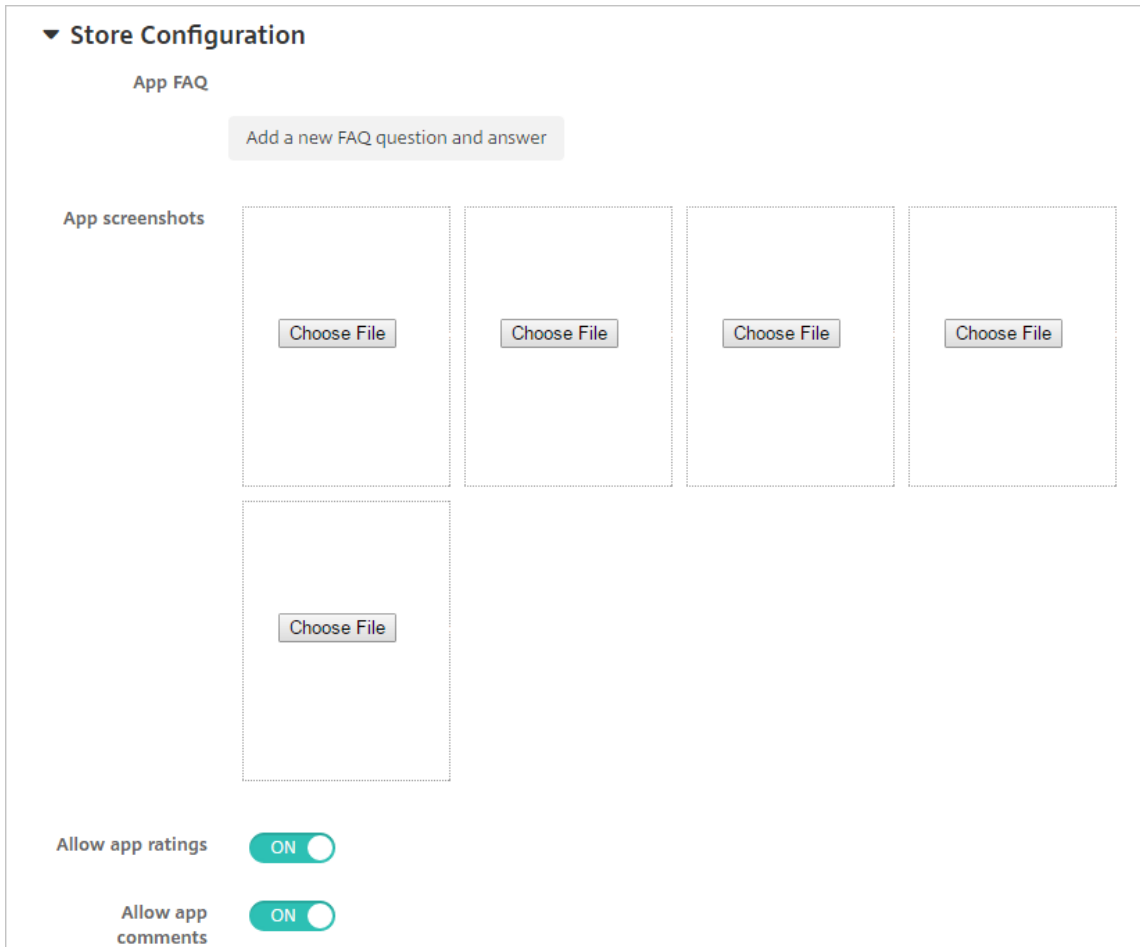 Store Configuration
App FAQ
Add a new FAQ question and answer
App screenshots
Choose File Choose File Choose File Choose File
Choose File
Allow app ratings ON
Allow app ON
comments